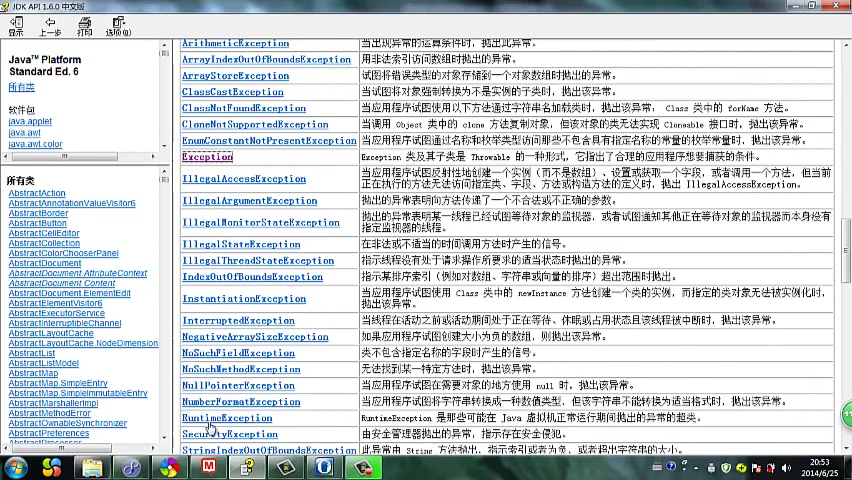 JDK API 1.6.0 中文版
显示 上一步 打印 选项(O)
Java™ Platform
Standard Ed. 6
所有类
软件包
java.applet
java.awt
java.awt.color
所有类
AbstractAction
AbstractAnnotationValueVisitor6
AbstractBorder
AbstractButton
AbstractCellEditor
AbstractCollection
AbstractColorChooserPanel
AbstractDocument
AbstractDocument.AttributeContext
AbstractDocument.Content
AbstractDocument.ElementEdit
AbstractElementVisitor6
AbstractExecutorService
AbstractInterruptibleChannel
AbstractLayoutCache
AbstractLayoutCache.NodeDimension
AbstractList
AbstractListModel
AbstractMap
AbstractMap.SimpleEntry
AbstractMap.SimpleImmutableEntry
AbstractMarshallerImpl
AbstractMethodError
AbstractOwnableSynchronizer
AbstractPreferences
ArithmeticException 当出现异常的运算条件时，抛出此异常。
ArrayIndexOutOfBoundsException 用非法索引访问数组时抛出的异常。
ArrayStoreException 试图将错误类型的对象存储到一个对象数组时抛出的异常。
ClassCastException 当试图将对象强制转换为不是实例的子类时，抛出该异常。
ClassNotFoundException 当应用程序试图使用以下方法通过字符串名加载类时，抛出该异常： Class 类中的 forName 方法。
CloneNotSupportedException 当调用 Object 类中的 clone 方法复制对象，但该对象的类无法实现 Cloneable 接口时，抛出该异常。
EnumConstantNotPresentException 当应用程序试图通过名称和枚举类型访问那些不包含具有指定名称的常量的枚举常量时，抛出该异常。
Exception Exception 类及其子类是 Throwable 的一种形式，它指出了合理的应用程序想要捕获的条件。
IllegalAccessException 当应用程序试图反射性地创建一个实例（而不是数组）、设置或获取一个字段，或者调用一个方法，但当前
正在执行的方法无法访问指定类、字段、方法或构造方法的定义时，抛出 IllegalAccessException。
IllegalArgumentException 抛出的异常表明向方法传递了一个不合法或不正确的参数。
IllegalMonitorStateException 抛出的异常表明某一线程已经试图等待对象的监视器，或者试图通知其他正在等待对象的监视器而本身没有
指定监视器的线程。
IllegalStateException 在非法或不适当的时间调用方法时产生的信号。
IllegalThreadStateException 指示线程没有处于请求操作所要求的适当状态时抛出的异常。
IndexOutOfBoundsException 指示某排序索引（例如对数组、字符串或向量的排序）超出范围时抛出。
InstantiationException 当应用程序试图使用 Class 类中的 newInstance 方法创建一个类的实例，而指定的类对象无法被实例化时，
抛出该异常。
InterruptedException 当线程在活动之前或活动期间处于正在等待、休眠或占用状态且该线程被中断时，抛出该异常。
NegativeArraySizeException 如果应用程序试图创建大小为负的数组，则抛出该异常。
NoSuchFieldException 类不包含指定名称的字段时产生的信号。
NoSuchMethodException 无法找到某一特定方法时，抛出该异常。
NullPointerException 当应用程序试图在需要对象的地方使用 null 时，抛出该异常。
NumberFormatException 当应用程序试图将字符串转换成一种数值类型，但该字符串不能转换为适当格式时，抛出该异常。
RuntimeException RuntimeException 是那些可能在 Java 虚拟机正常运行期间抛出的异常的超类。
SecurityException 由安全管理器抛出的异常，指示存在安全侵犯。
StringIndexOutOfBoundsException 此异常由 String 方法抛出，指示索引或者为负，或者超出字符串的大小。
20:53
2014/6/25